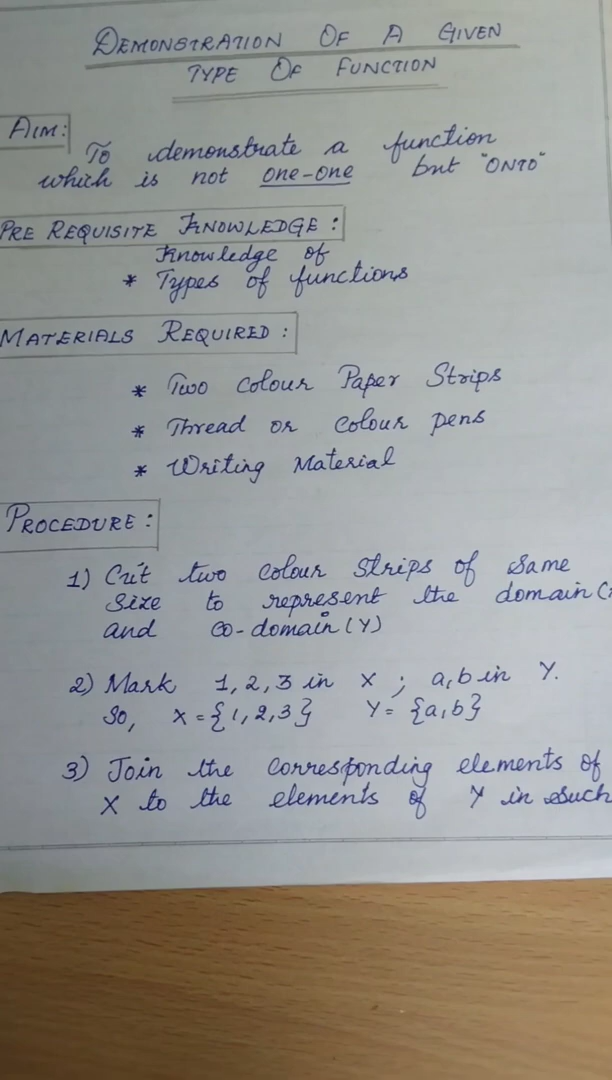 DEMONSTRATION OF A GIVEN
TYPE OF FUNCTION
AIM:
To demonstrate a function
which is not one-one but "ONTO"
PRE REQUISITE KNOWLEDGE :
Knowledge of
* Types of functions
MATERIALS REQUIRED :
* Two colour Paper Strips
* Thread or colour pens
* Writing Material
PROCEDURE :
1) Cut two colour strips of same
size to represent the domain (
and co-domain (Y)
2) Mark 1, 2, 3 in X ; a, b in Y.
So, X = {1, 2, 3} Y = {a, b}
3) Join the corresponding elements of
X to the elements of Y in such